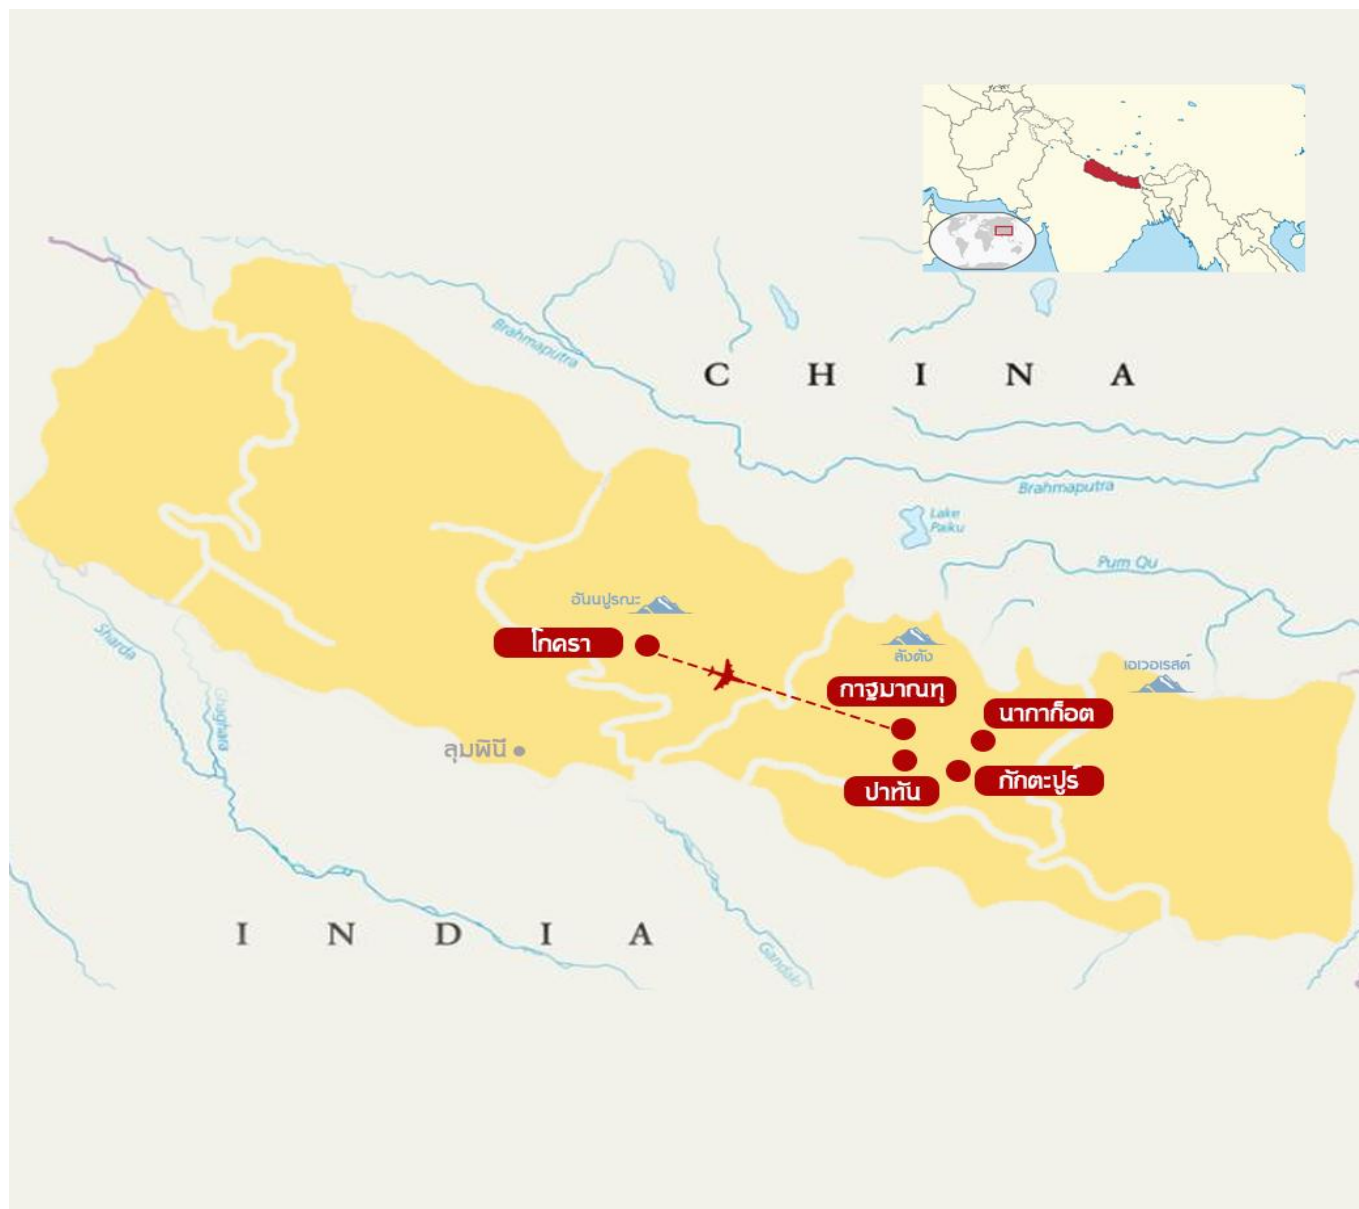 C H I N A
Brahmaputra
Brahmaputra
Lake
Paiku
Pum Qu
อันนปูรณะ
โภครา
ลังตัง
เอเวอเรสต์
กาฐมาณฑุ
นากาก็อต
ลุมพินี
ปาทัน
ภักตะปูร์
Sharda
Ghaghara
I N D I A
Gandaki